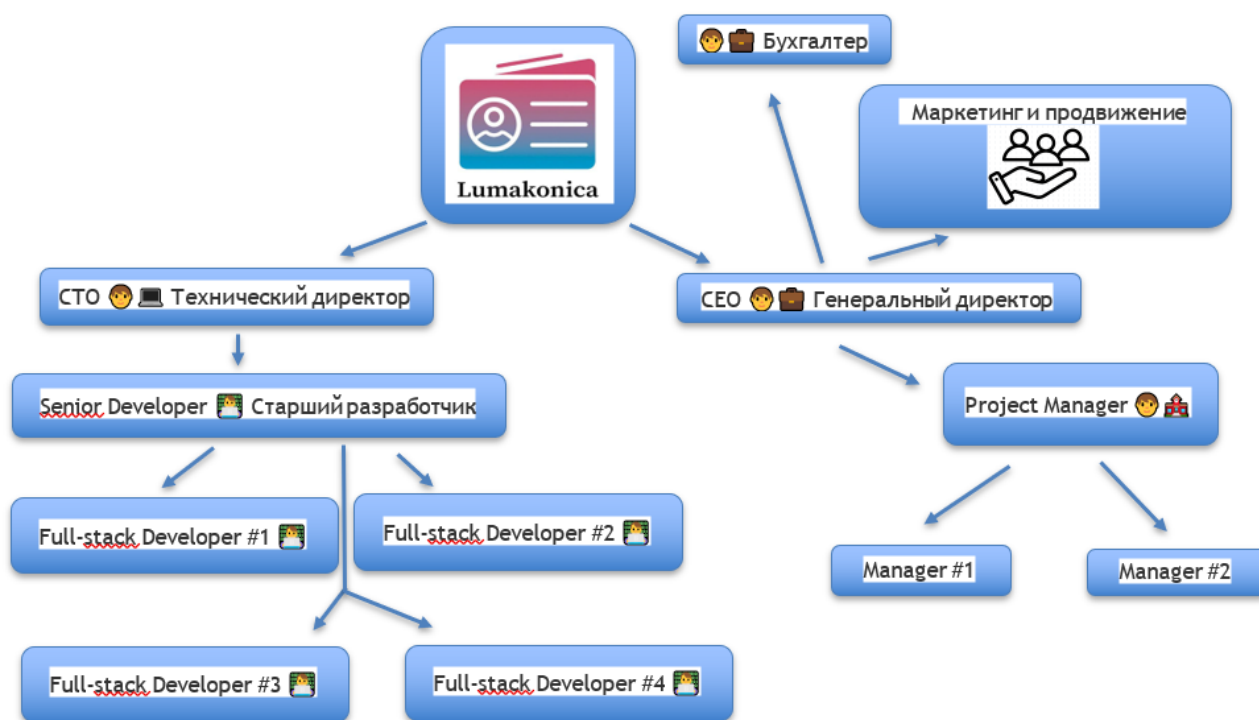 Бухгалтер
Маркетинг и продвижение
Lumakonica
CTO Технический директор
CEO Генеральный директор
Senior Developer Старший разработчик
Project Manager
Full-stack Developer #1
Full-stack Developer #2
Manager #1
Manager #2
Full-stack Developer #3
Full-stack Developer #4